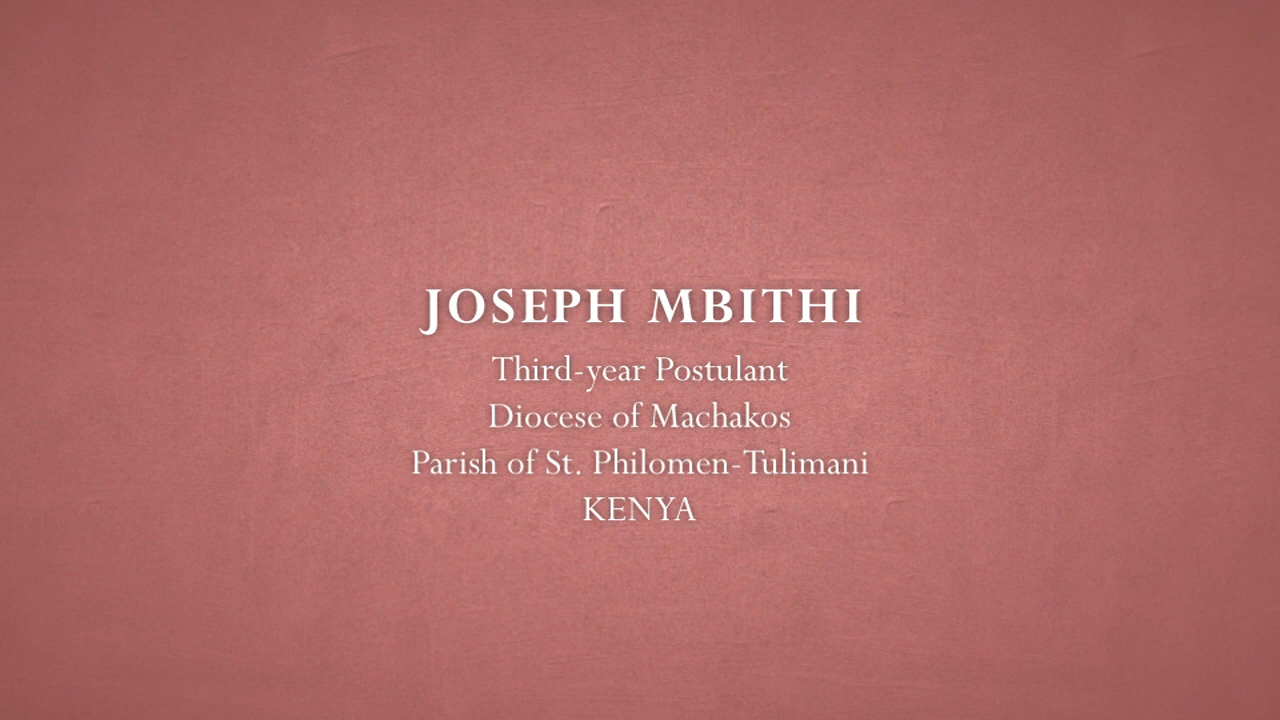 JOSEPH MBITHI
Third-year Postulant
Diocese of Machakos
Parish of St. Philomen-Tulimani
KENYA